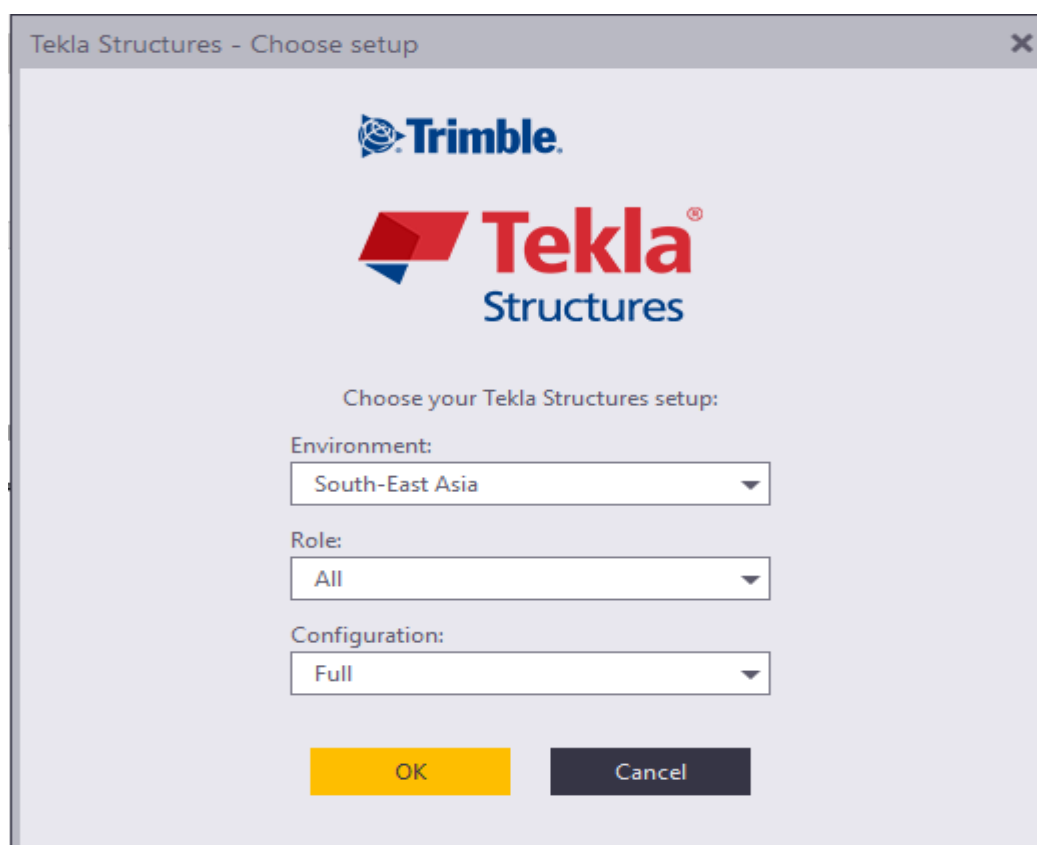 Tekla Structures - Choose setup
Trimble.
Tekla®
Structures
Choose your Tekla Structures setup:
Environment:
South-East Asia
Role:
All
Configuration:
Full
OK
Cancel